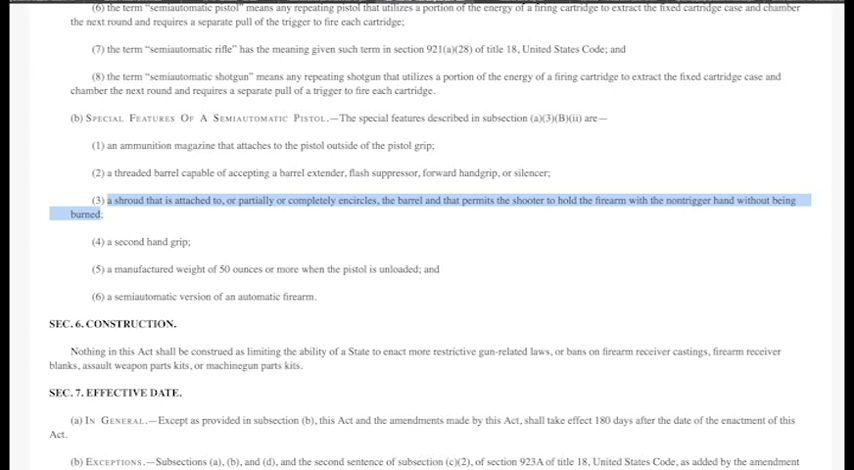 (6) the term “semiautomatic pistol” means any repeating pistol that utilizes a portion of the energy of a firing cartridge to extract the fixed cartridge case and chamber
the next round and requires a separate pull of the trigger to fire each cartridge;
(7) the term “semiautomatic rifle” has the meaning given such term in section 921(a)(28) of title 18, United States Code; and
(8) the term “semiautomatic shotgun” means any repeating shotgun that utilizes a portion of the energy of a firing cartridge to extract the fixed cartridge case and
chamber the next round and requires a separate pull of a trigger to fire each cartridge.
(b) SPECIAL FEATURES OF A SEMIAUTOMATIC PISTOL.—The special features described in subsection (a)(3)(B)(ii) are—
(1) an ammunition magazine that attaches to the pistol outside of the pistol grip;
(2) a threaded barrel capable of accepting a barrel extender, flash suppressor, forward handgrip, or silencer;
(3) a shroud that is attached to, or partially or completely encircles, the barrel and that permits the shooter to hold the firearm with the nontrigger hand without being
burned;
(4) a second hand grip;
(5) a manufactured weight of 50 ounces or more when the pistol is unloaded; and
(6) a semiautomatic version of an automatic firearm.
SEC. 6. CONSTRUCTION.
Nothing in this Act shall be construed as limiting the ability of a State to enact more restrictive gun-related laws, or bans on firearm receiver castings, firearm receiver
blanks, assault weapon parts kits, or machinegun parts kits.
SEC. 7. EFFECTIVE DATE.
(a) IN GENERAL.—Except as provided in subsection (b), this Act and the amendments made by this Act, shall take effect 180 days after the date of the enactment of this
Act.
(b) EXCEPTIONS.—Subsections (a), (b), and (d), and the second sentence of subsection (c)(2), of section 923A of title 18, United States Code, as added by the amendment